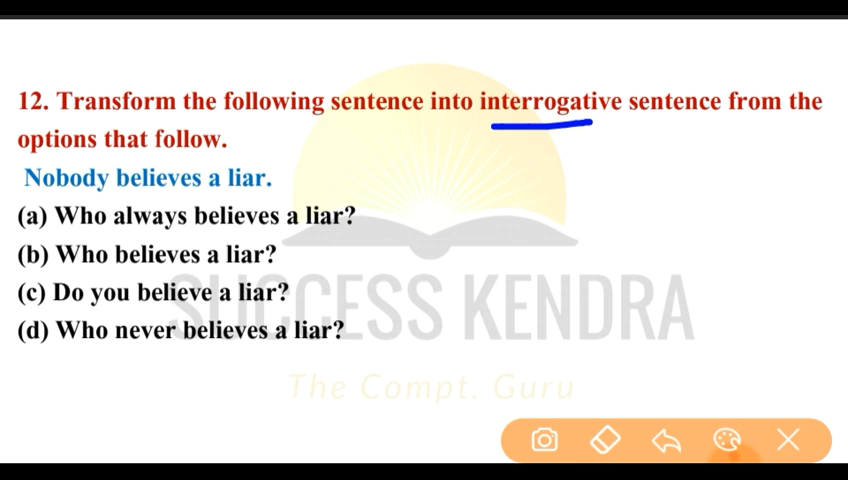 12. Transform the following sentence into interrogative sentence from the
options that follow.
Nobody believes a liar.
(a) Who always believes a liar?
(b) Who believes a liar?
(c) Do you believe a liar?
(d) Who never believes a liar?
SUCCESS KENDRA
The Compt. Guru